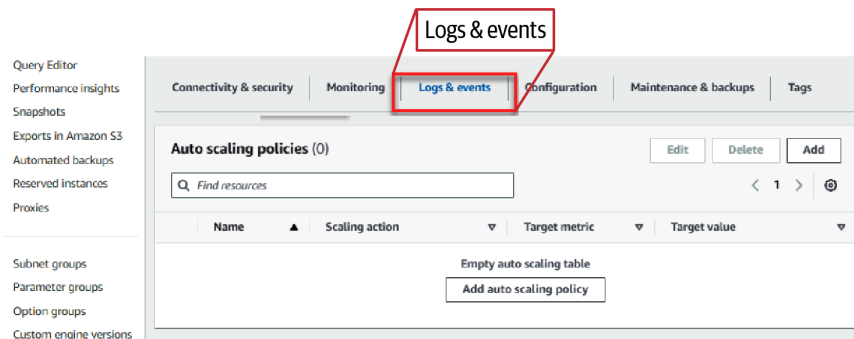 Logs & events
Query Editor
Performance insights
Snapshots
Exports in Amazon S3
Automated backups
Reserved instances
Proxies
Subnet groups
Parameter groups
Option groups
Custom engine versions
Connectivity & security Monitoring Logs & events Configuration Maintenance & backups Tags
Auto scaling policies (0) Edit Delete Add
Find resources 1
Name Scaling action Target metric Target value
Empty auto scaling table
Add auto scaling policy